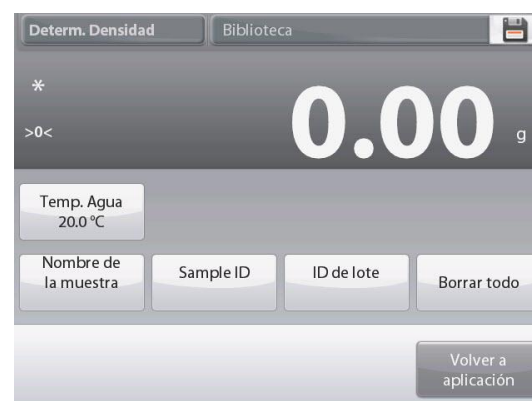 Determ. Densidad
Biblioteca
*
>0<
0.00 g
Temp. Agua
20.0 °C
Nombre de
la muestra
Sample ID
ID de lote
Borrar todo
Volver a
aplicación